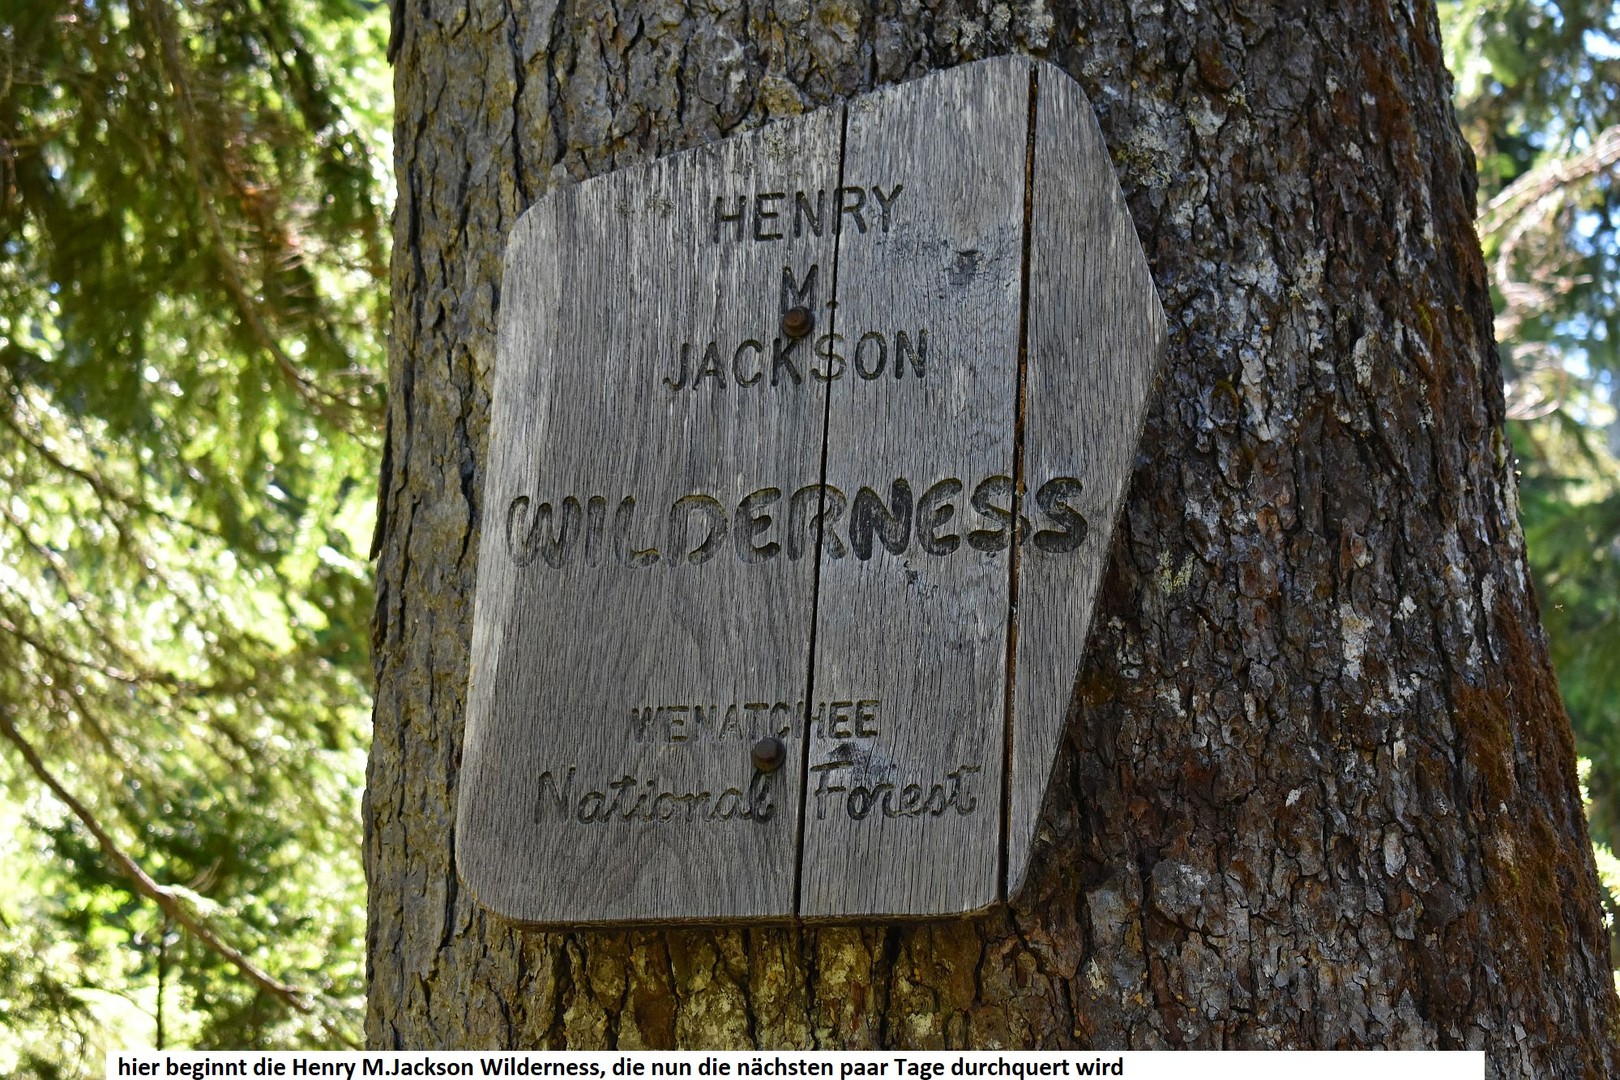 HENRY
M.
JACKSON
WILDERNESS
WENATCHEE
National Forest
hier beginnt die Henry M.Jackson Wilderness, die nun die nächsten paar Tage durchquert wird